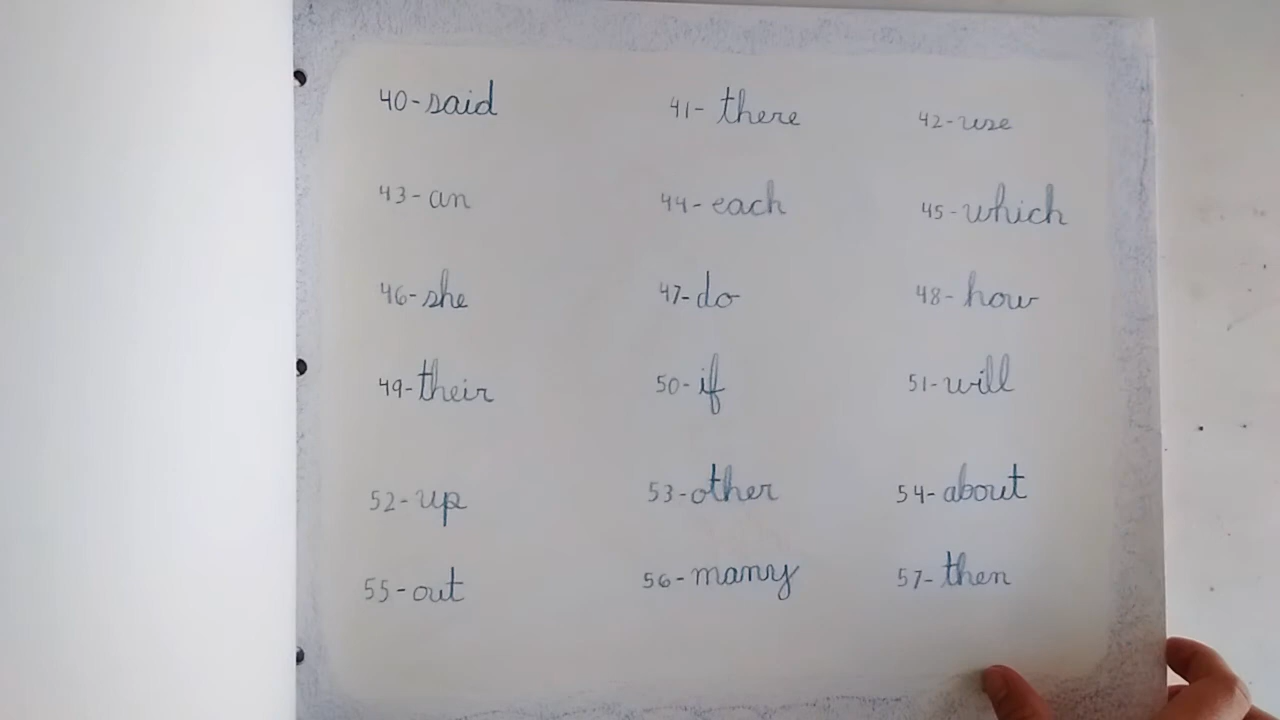 40-said 41-there 42-use
43-an 44-each 45-which
46-she 47-do 48-how
49-their 50-if 51-will
52-up 53-other 54-about
55-out 56-many 57-then